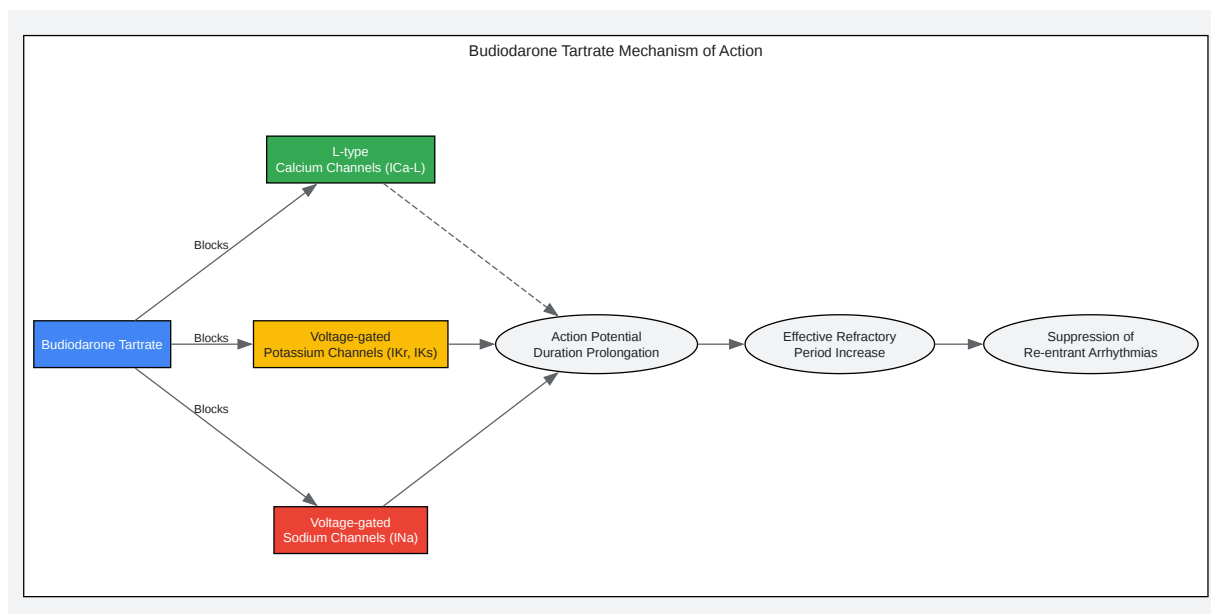 Budiodarone Tartrate Mechanism of Action
L-type
Calcium Channels (ICa-L)
Blocks
Budiodarone Tartrate
Blocks
Voltage-gated
Potassium Channels (IKr, IKs)
Action Potential
Duration Prolongation
Effective Refractory
Period Increase
Suppression of
Re-entrant Arrhythmias
Blocks
Voltage-gated
Sodium Channels (INa)